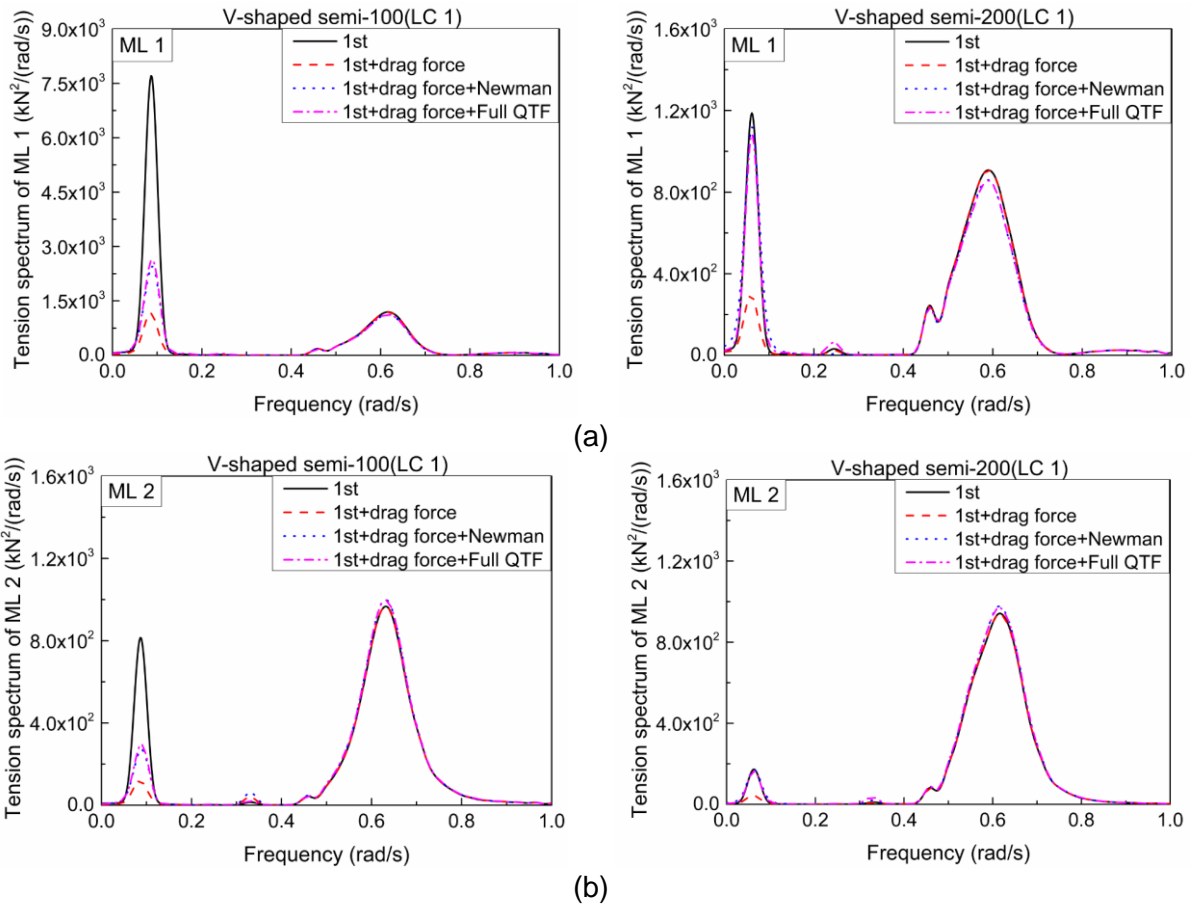 V-shaped semi-100(LC 1)
ML 1
1st
1st+drag force
1st+drag force+Newman
1st+drag force+Full QTF
Tension spectrum of ML 1 (kN²/(rad/s))
9.0x10³
7.5x10³
6.0x10³
4.5x10³
3.0x10³
1.5x10³
0.0
0.0 0.2 0.4 0.6 0.8 1.0
Frequency (rad/s)
V-shaped semi-200(LC 1)
ML 1
1st
1st+drag force
1st+drag force+Newman
1st+drag force+Full QTF
Tension spectrum of ML 1 (kN²/(rad/s))
1.6x10³
1.2x10³
8.0x10²
4.0x10²
0.0
0.0 0.2 0.4 0.6 0.8 1.0
Frequency (rad/s)
(a)
V-shaped semi-100(LC 1)
ML 2
1st
1st+drag force
1st+drag force+Newman
1st+drag force+Full QTF
Tension spectrum of ML 2 (kN²/(rad/s))
1.6x10³
1.2x10³
8.0x10²
4.0x10²
0.0
0.0 0.2 0.4 0.6 0.8 1.0
Frequency (rad/s)
V-shaped semi-200(LC 1)
ML 2
1st
1st+drag force
1st+drag force+Newman
1st+drag force+Full QTF
Tension spectrum of ML 2 (kN²/(rad/s))
1.6x10³
1.2x10³
8.0x10²
4.0x10²
0.0
0.0 0.2 0.4 0.6 0.8 1.0
Frequency (rad/s)
(b)